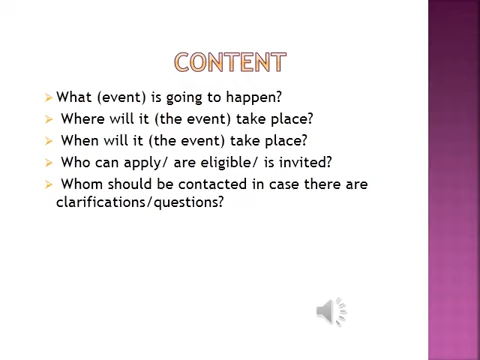 CONTENT
What (event) is going to happen?
Where will it (the event) take place?
When will it (the event) take place?
Who can apply/ are eligible/ is invited?
Whom should be contacted in case there are
clarifications/questions?